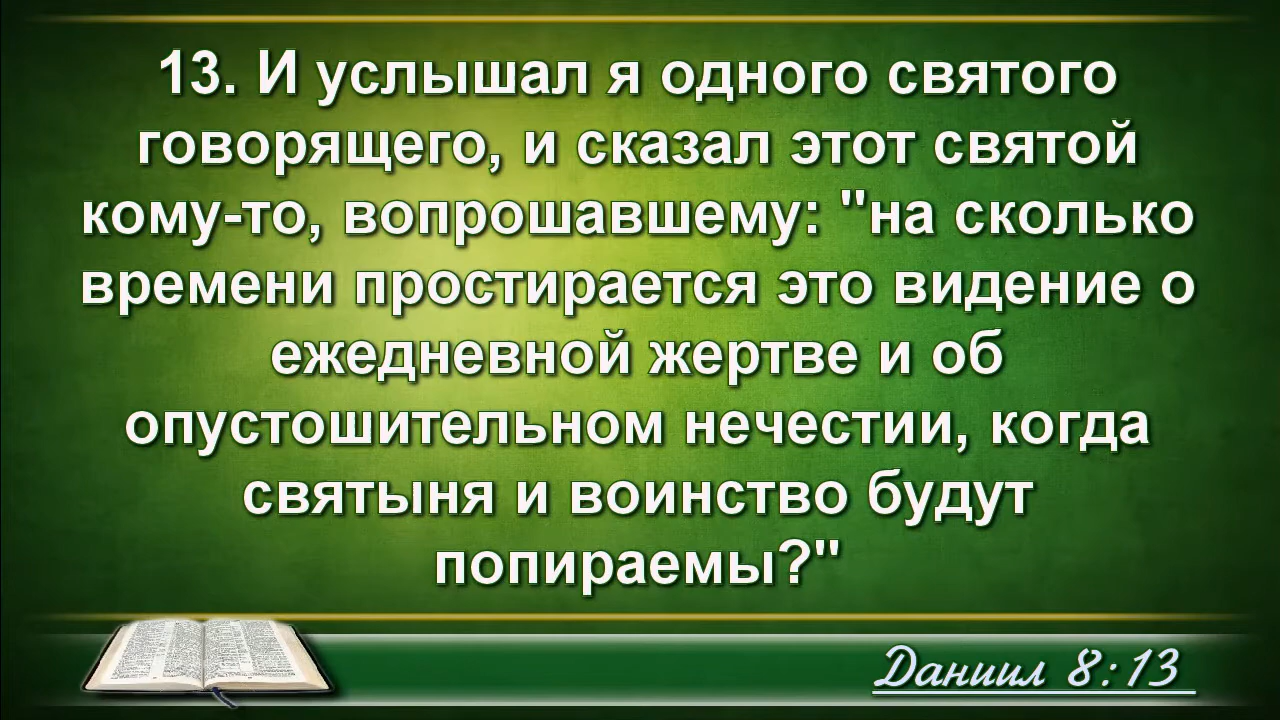 13. И услышал я одного святого
говорящего, и сказал этот святой
кому-то, вопрошавшему: "на сколько
времени простирается это видение о
ежедневной жертве и об
опустошительном нечестии, когда
святыня и воинство будут
попираемы?"
Даниил 8:13